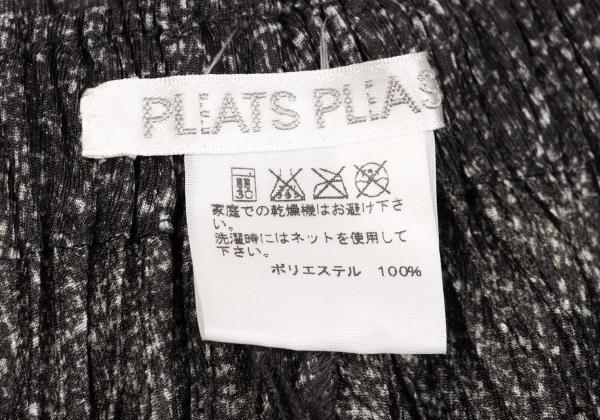 PLEATS PLEAS
弱 30
家庭での乾燥機はお避け下さ
い。
洗濯時にはネットを使用して
下さい。
ポリエステル 100%